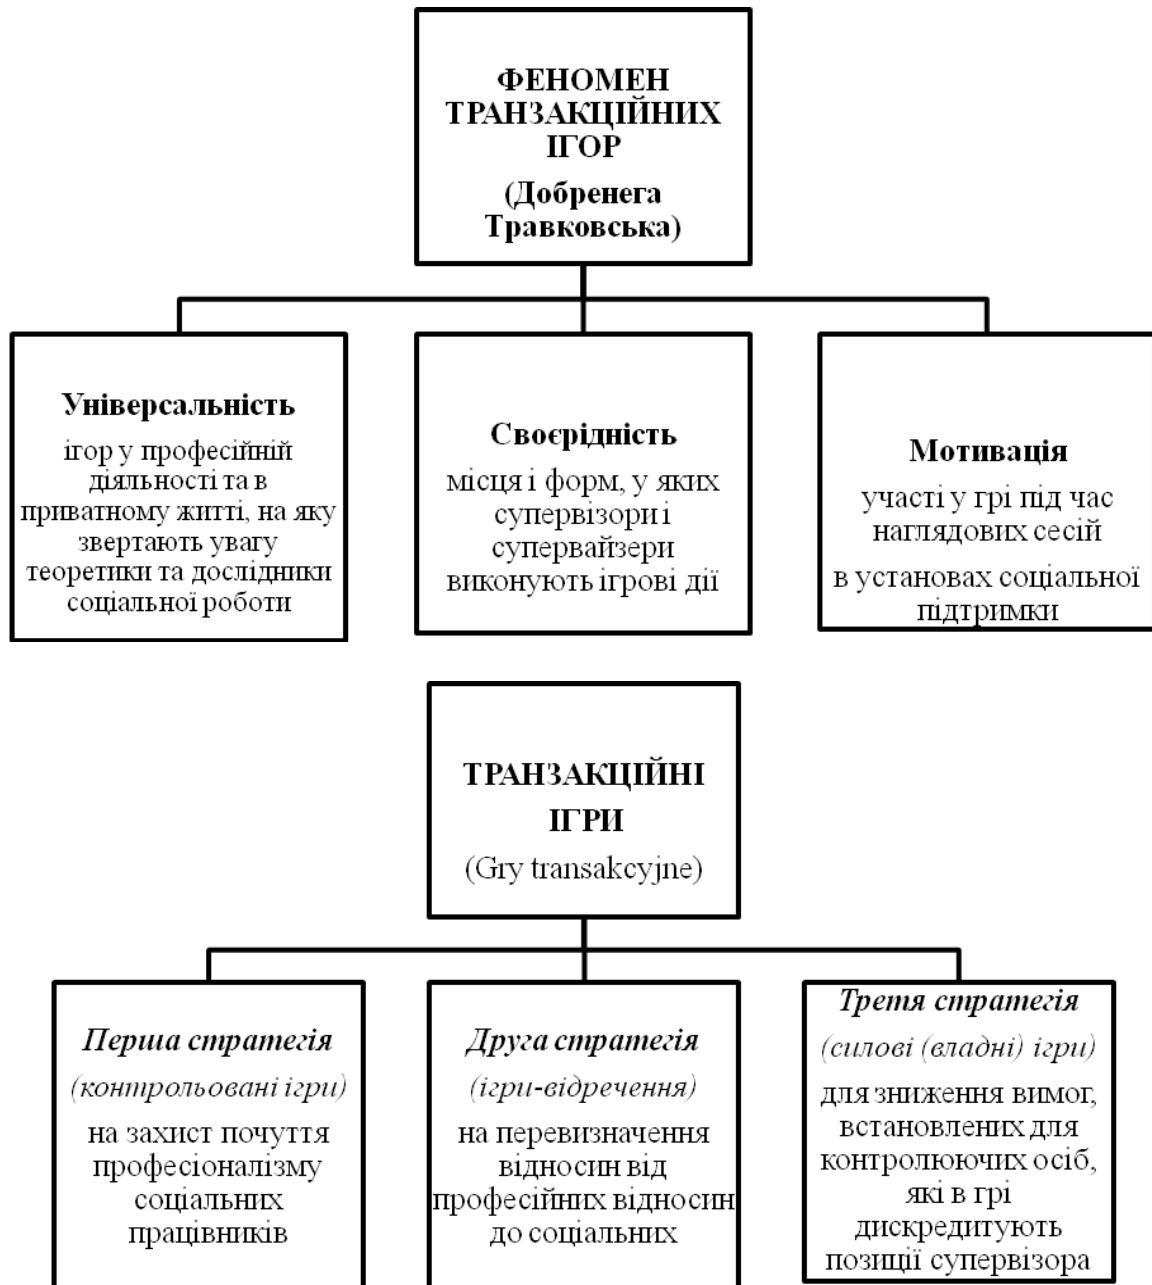 ФЕНОМЕН
ТРАНЗАКЦІЙНИХ
ІГОР
(Добренега
Травковська)
Універсальність
ігор у професійній
діяльності та в
приватному житті, на яку
звертають увагу
теоретики та дослідники
соціальної роботи
Своєрідність
місця і форм, у яких
супервізори і
супервайзери
виконують ігрові дії
Мотивація
участі у грі під час
наглядових сесій
в установах соціальної
підтримки
ТРАНЗАКЦІЙНІ
ІГРИ
(Gry transakcyjne)
Перша стратегія
(контрольовані ігри)
на захист почуття
професіоналізму
соціальних
працівників
Друга стратегія
(ігри-відречення)
на перевизначення
відносин від
професійних відносин
до соціальних
Третя стратегія
(силові (владні) ігри)
для зниження вимог,
встановлених для
контролюючих осіб,
які в грі
дискредитують
позиції супервізора